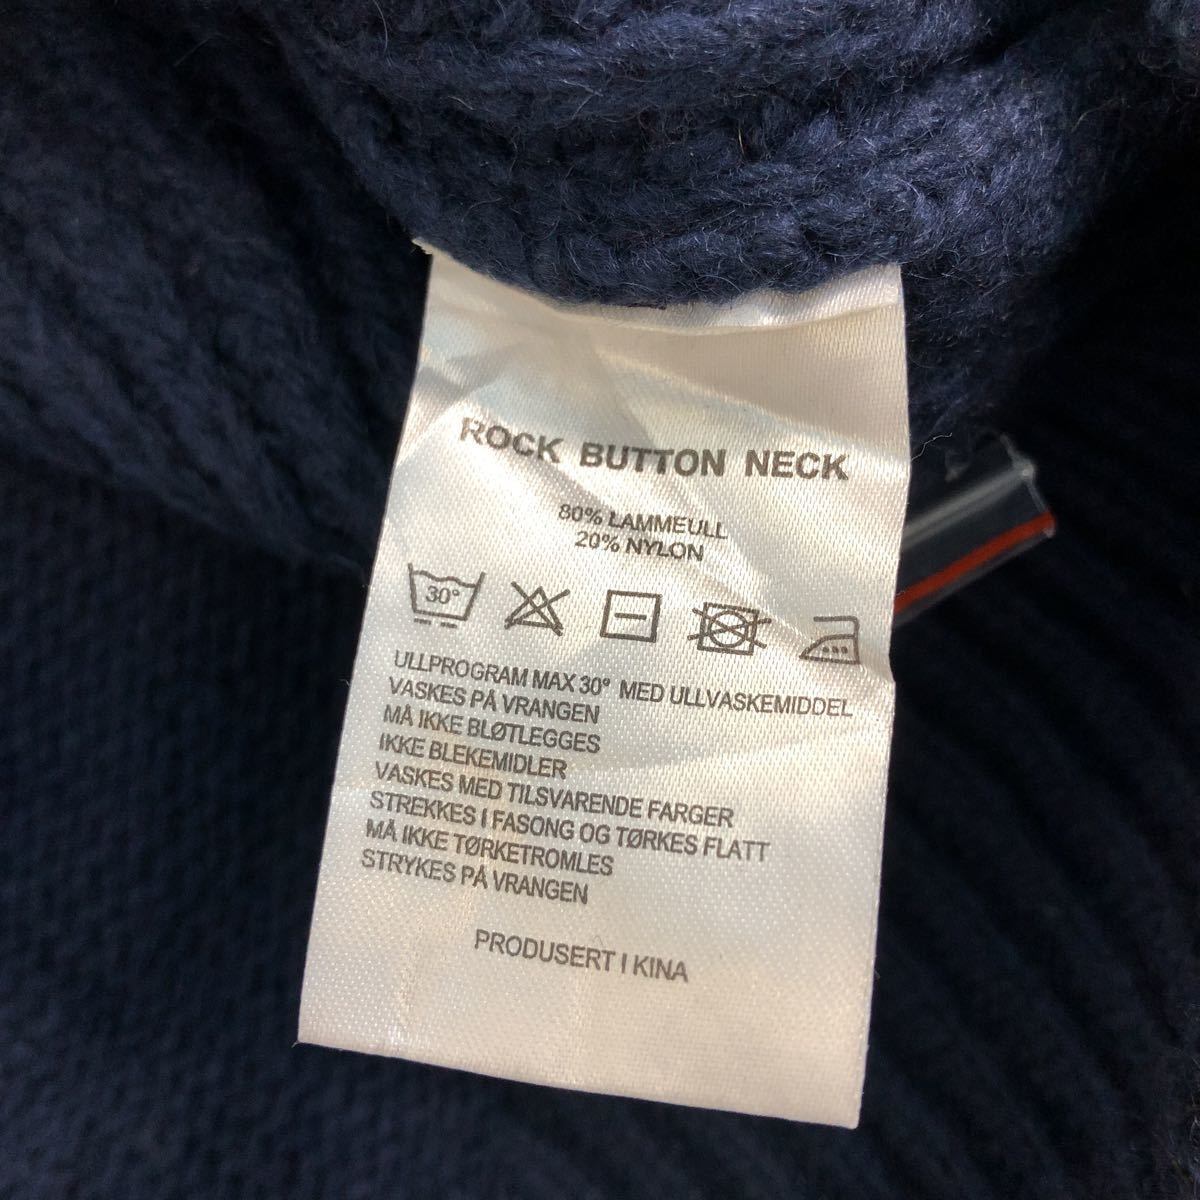 ROCK BUTTON NECK
80% LAMMEULL
20% NYLON
30°
ULLPROGRAM MAX 30° MED ULLVASKEMIDDEL
VASKES PÅ VRANGEN
MÅ IKKE BLØTLEGGES
IKKE BLEKEMIDLER
VASKES MED TILSVARENDE FARGER
STREKKES I FASONG OG TØRKES FLATT
MÅ IKKE TØRKETROMLES
STRYKES PÅ VRANGEN
PRODUSERT I KINA